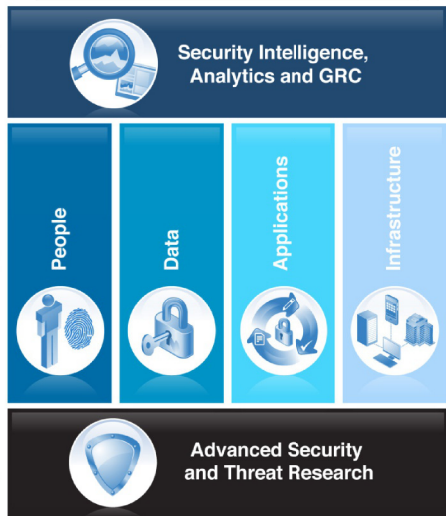 Security Intelligence,
Analytics and GRC
People
Data
Applications
Infrastructure
Advanced Security
and Threat Research